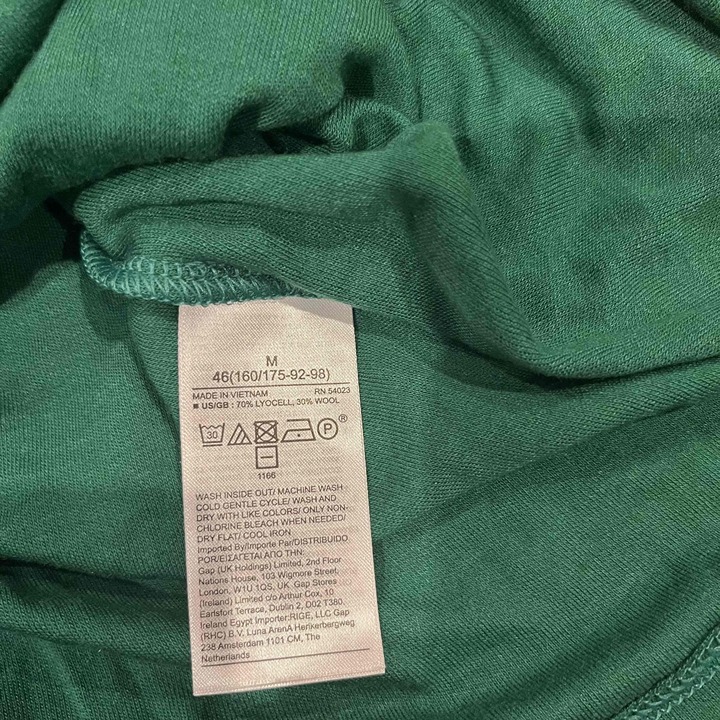 M
46(160/175-92-98)
MADE IN VIETNAM RN 54023
■ US/GB : 70% LYOCELL, 30% WOOL
30 P®
1166
WASH INSIDE OUT/ MACHINE WASH
COLD GENTLE CYCLE/ WASH AND
DRY WITH LIKE COLORS/ ONLY NON-
CHLORINE BLEACH WHEN NEEDED/
DRY FLAT/ COOL IRON
Imported By/Importe Par/DISTRIBUIDO
POR/ΕΙΣΑΓΕΤΑΙ ΑΠΟ ΤΗΝ:
Gap (UK Holdings) Limited, 2nd Floor
Nations House, 103 Wigmore Street,
London, W1U 1QS, UK. Gap Stores
(Ireland) Limited c/o Arthur Cox, 10
Earlsfort Terrace, Dublin 2, D02 T380.
Ireland Egypt Importer:RIGE, LLC Gap
(RHC) B.V. Luna ArenA Herikerbergweg
238 Amsterdam 1101 CM, The
Netherlands